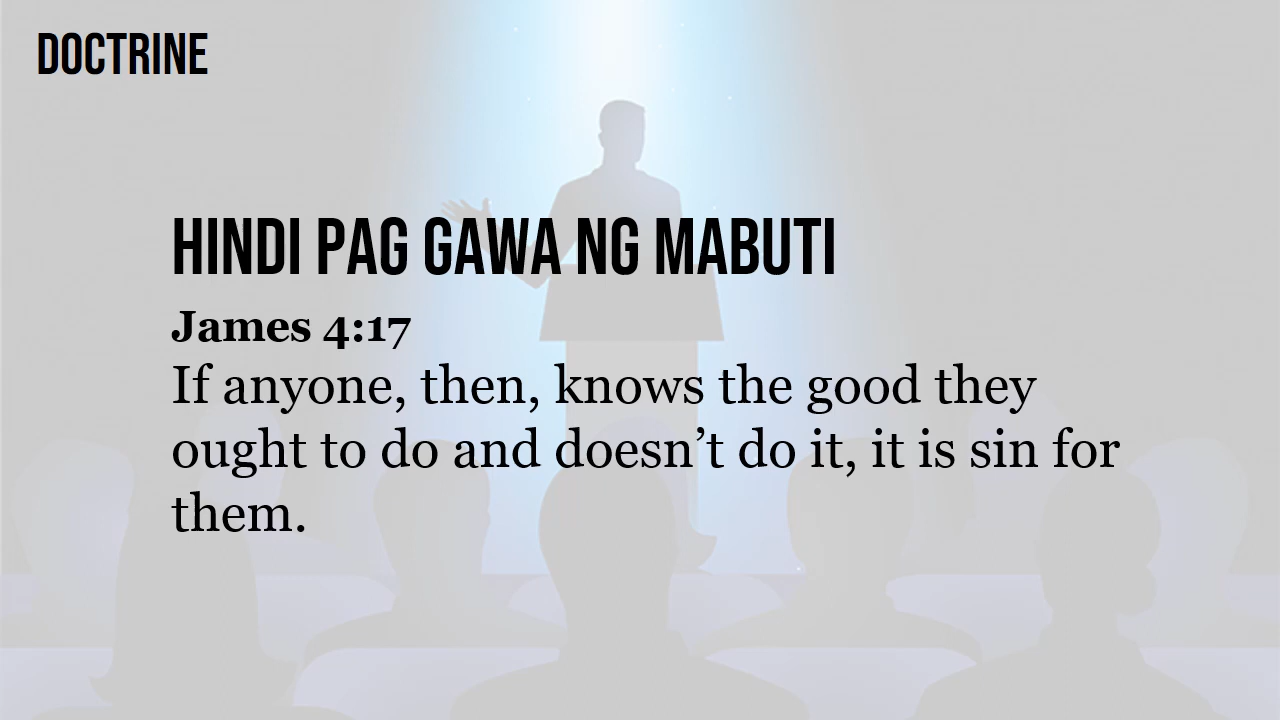 DOCTRINE
HINDI PAG GAWA NG MABUTI
James 4:17
If anyone, then, knows the good they
ought to do and doesn’t do it, it is sin for
them.